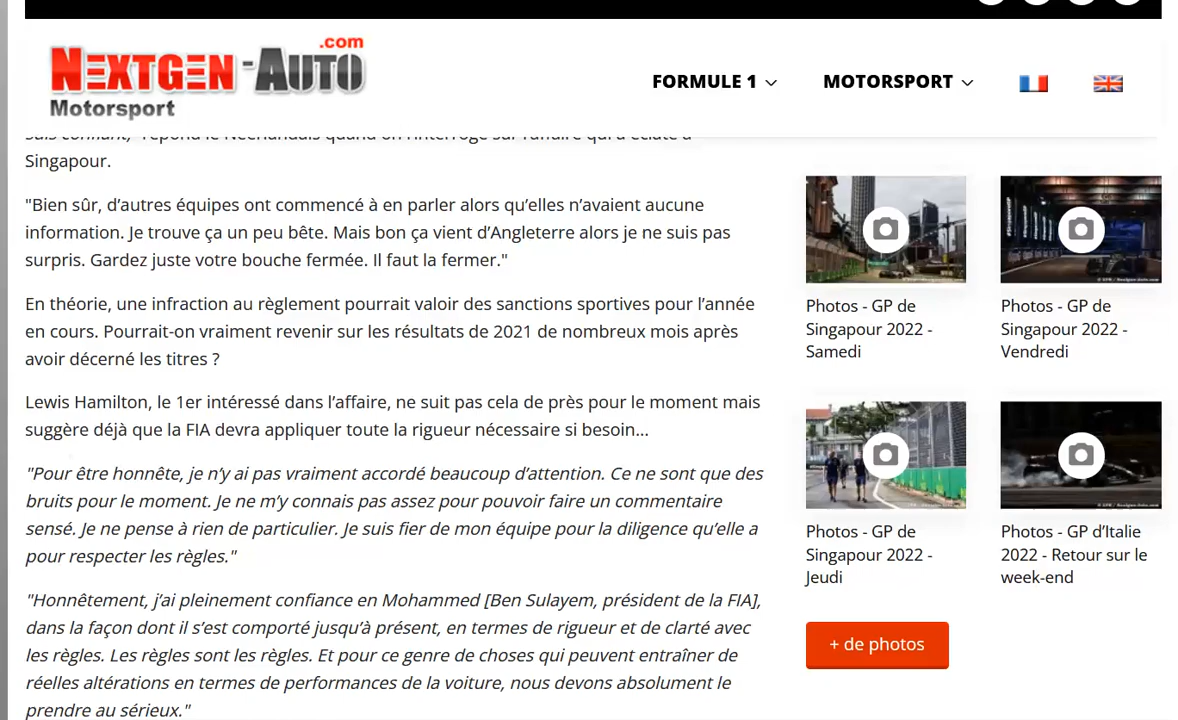 .com
NEXTGEN-AUTO
Motorsport
FORMULE 1
MOTORSPORT
suis confiant," répond le Néerlandais quand on l'interroge sur l'affaire qui a éclaté à
Singapour.
"Bien sûr, d'autres équipes ont commencé à en parler alors qu'elles n'avaient aucune
information. Je trouve ça un peu bête. Mais bon ça vient d'Angleterre alors je ne suis pas
surpris. Gardez juste votre bouche fermée. Il faut la fermer."
En théorie, une infraction au règlement pourrait valoir des sanctions sportives pour l'année
en cours. Pourrait-on vraiment revenir sur les résultats de 2021 de nombreux mois après
avoir décerné les titres ?
Lewis Hamilton, le 1er intéressé dans l'affaire, ne suit pas cela de près pour le moment mais
suggère déjà que la FIA devra appliquer toute la rigueur nécessaire si besoin...
"Pour être honnête, je n'y ai pas vraiment accordé beaucoup d'attention. Ce ne sont que des
bruits pour le moment. Je ne m'y connais pas assez pour pouvoir faire un commentaire
sensé. Je ne pense à rien de particulier. Je suis fier de mon équipe pour la diligence qu'elle a
pour respecter les règles."
"Honnêtement, j'ai pleinement confiance en Mohammed [Ben Sulayem, président de la FIA],
dans la façon dont il s'est comporté jusqu'à présent, en termes de rigueur et de clarté avec
les règles. Les règles sont les règles. Et pour ce genre de choses qui peuvent entraîner de
réelles altérations en termes de performances de la voiture, nous devons absolument le
prendre au sérieux."
Photos - GP de
Singapour 2022 -
Samedi
Photos - GP de
Singapour 2022 -
Vendredi
Photos - GP de
Singapour 2022 -
Jeudi
Photos - GP d'Italie
2022 - Retour sur le
week-end
+ de photos